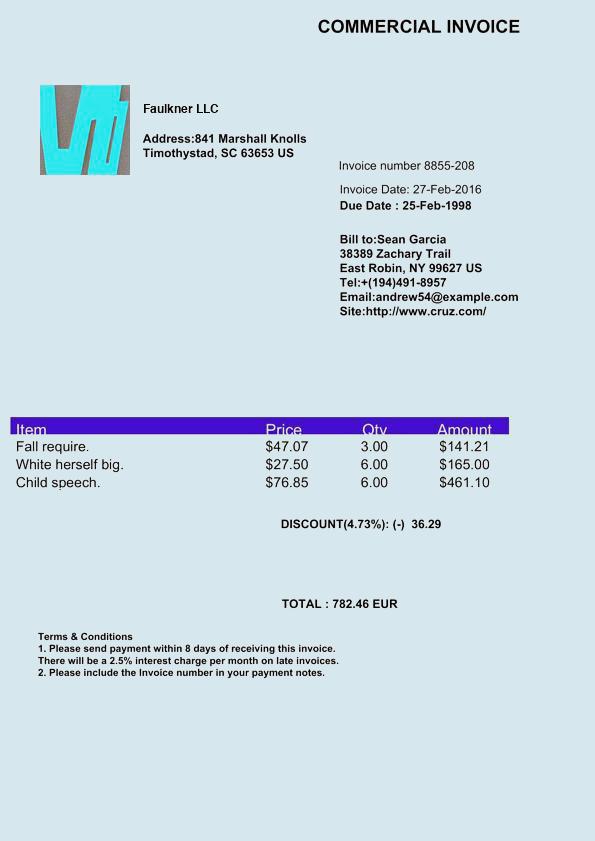 COMMERCIAL INVOICE
Faulkner LLC
Address:841 Marshall Knolls
Timothystad, SC 63653 US
Invoice number 8855-208
Invoice Date: 27-Feb-2016
Due Date : 25-Feb-1998
Bill to:Sean Garcia
38389 Zachary Trail
East Robin, NY 99627 US
Tel:+(194)491-8957
Email:andrew54@example.com
Site:http://www.cruz.com/
Item Price Qty Amount
Fall require. $47.07 3.00 $141.21
White herself big. $27.50 6.00 $165.00
Child speech. $76.85 6.00 $461.10
DISCOUNT(4.73%): (-) 36.29
TOTAL : 782.46 EUR
Terms & Conditions
1. Please send payment within 8 days of receiving this invoice.
There will be a 2.5% interest charge per month on late invoices.
2. Please include the Invoice number in your payment notes.